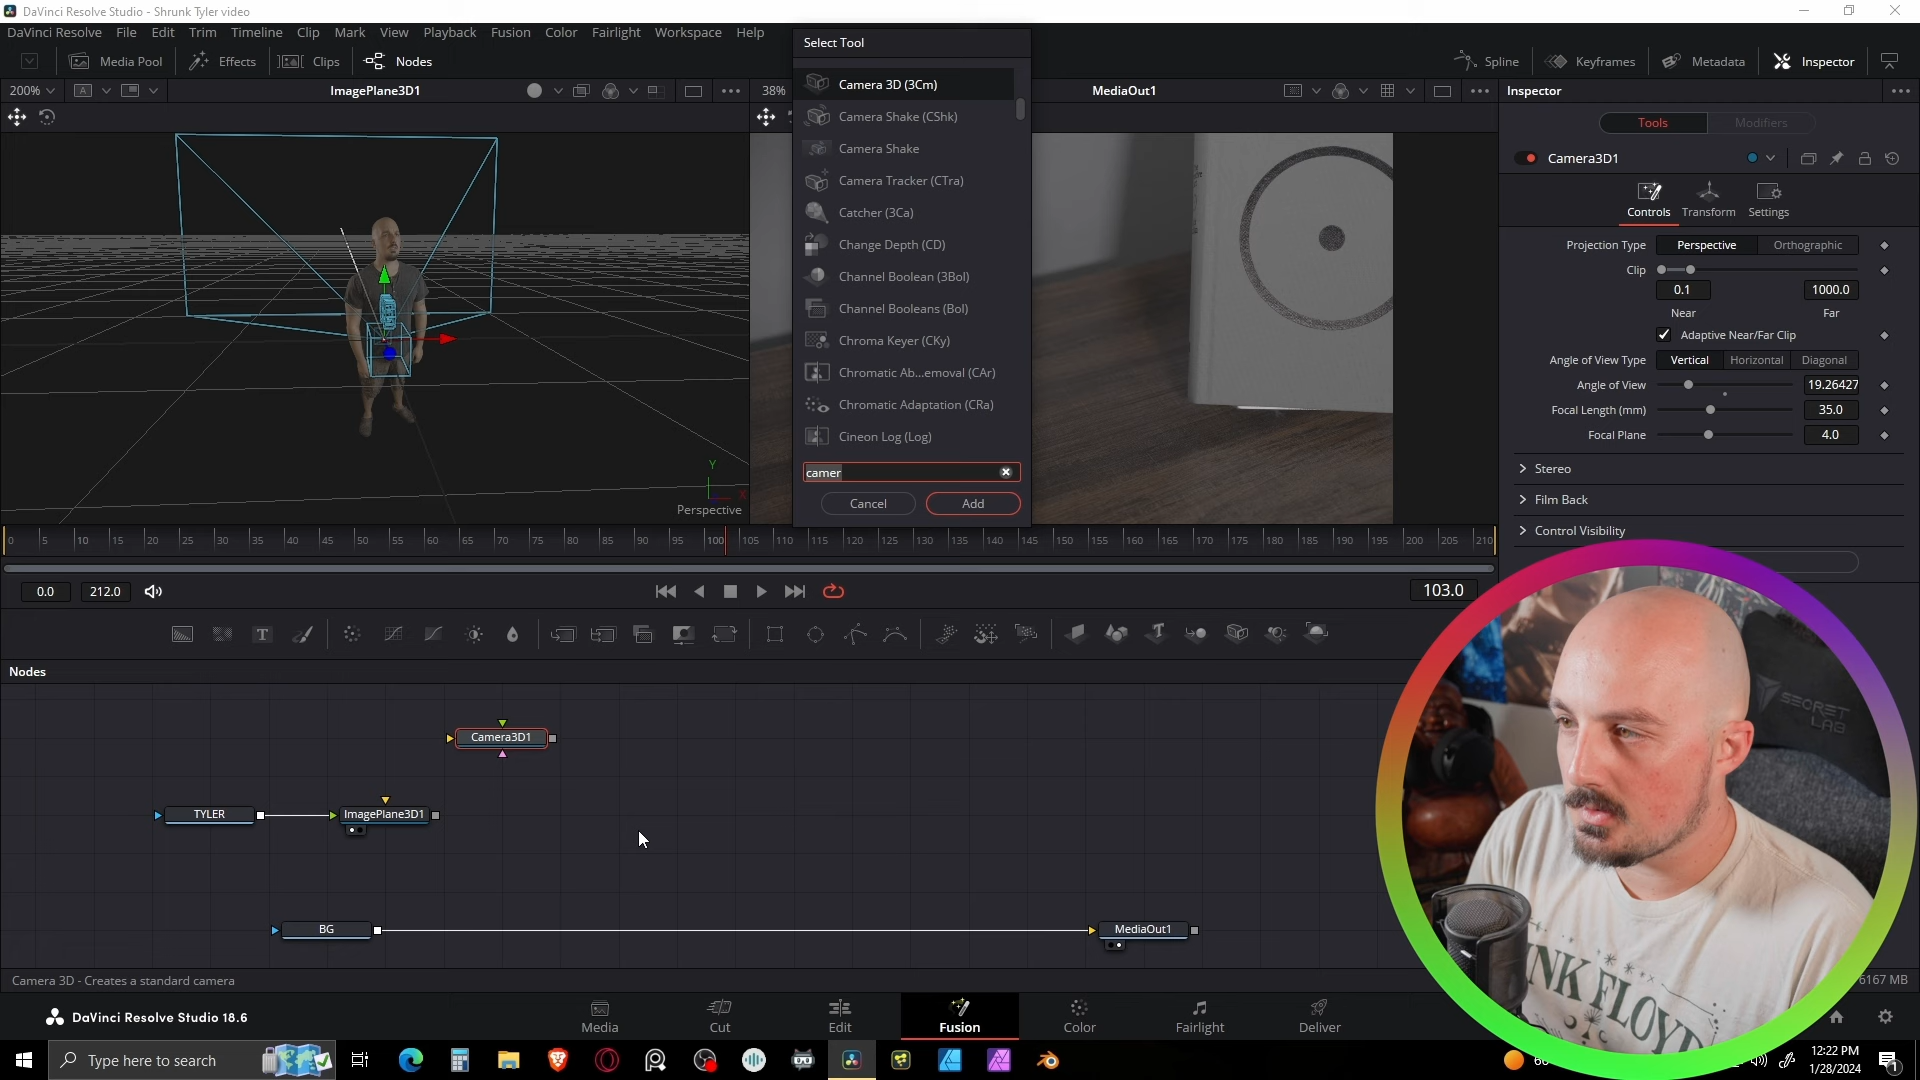 DaVinci Resolve Studio - Shrunk Tyler video
DaVinci Resolve File Edit Trim Timeline Clip Mark View Playback Fusion Color Fairlight Workspace Help
Media Pool Effects Clips Nodes Spline Keyframes Metadata Inspector
200% A ImagePlane3D1 38% MediaOut1 Inspector
Select Tool
Camera 3D (3Cm)
Camera Shake (CShk)
Camera Shake
Camera Tracker (CTra)
Catcher (3Ca)
Change Depth (CD)
Channel Boolean (3Bol)
Channel Booleans (Bol)
Chroma Keyer (CKy)
Chromatic Ab...emoval (CAr)
Chromatic Adaptation (CRa)
Cineon Log (Log)
camer
Cancel Add
Y
X
Perspective
Tools Modifiers
Camera3D1
Controls Transform Settings
Projection Type Perspective Orthographic
Clip
0.1 1000.0
Near Far
Adaptive Near/Far Clip
Angle of View Type Vertical Horizontal Diagonal
Angle of View 19.26427
Focal Length (mm) 35.0
Focal Plane 4.0
Stereo
Film Back
Control Visibility
0 5 10 15 20 25 30 35 40 45 50 55 60 65 70 75 80 85 90 95 100 105 110 115 120 125 130 135 140 145 150 155 160 165 170 175 180 185 190 195 200 205 210
0.0 212.0 103.0
T
Nodes
Camera3D1
TYLER ImagePlane3D1
BG MediaOut1
Camera 3D - Creates a standard camera
6167 MB
SECRET
LAB
NK FLOYD
DaVinci Resolve Studio 18.6
Media Cut Edit Fusion Color Fairlight Deliver
Type here to search
12:22 PM
1/28/2024
1